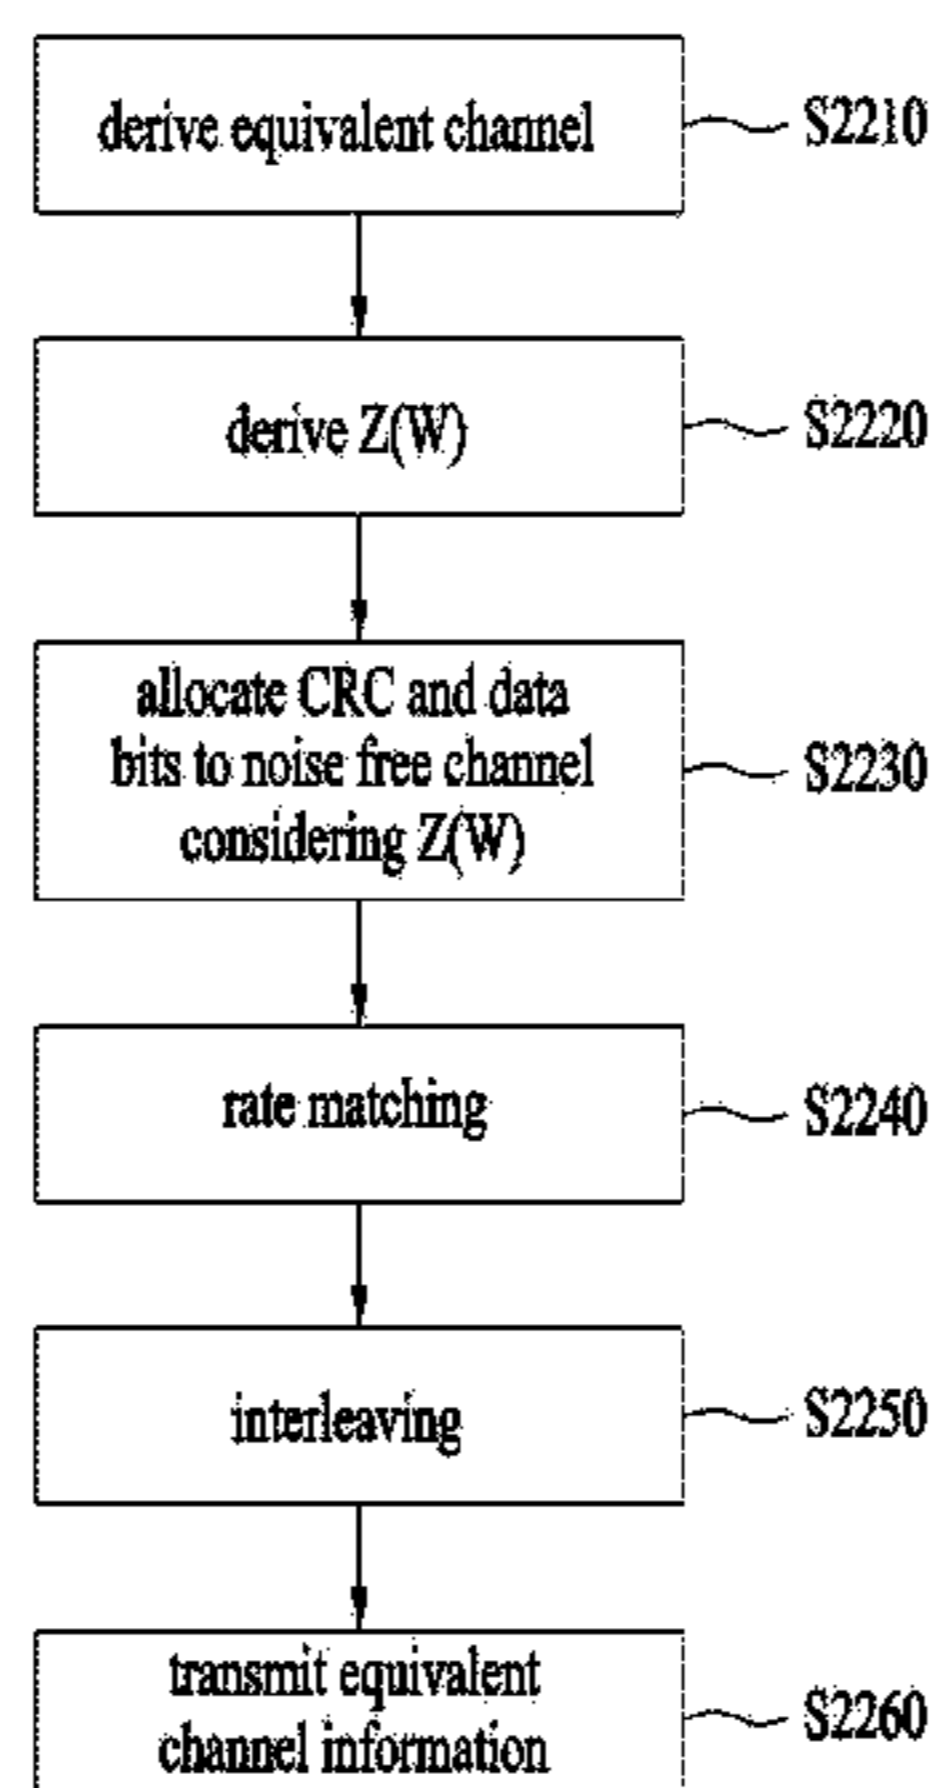 derive equivalent channel
S2210
derive Z(W)
S2220
allocate CRC and data
bits to noise free channel
considering Z(W)
S2230
rate matching
S2240
interleaving
S2250
transmit equivalent
channel information
S2260